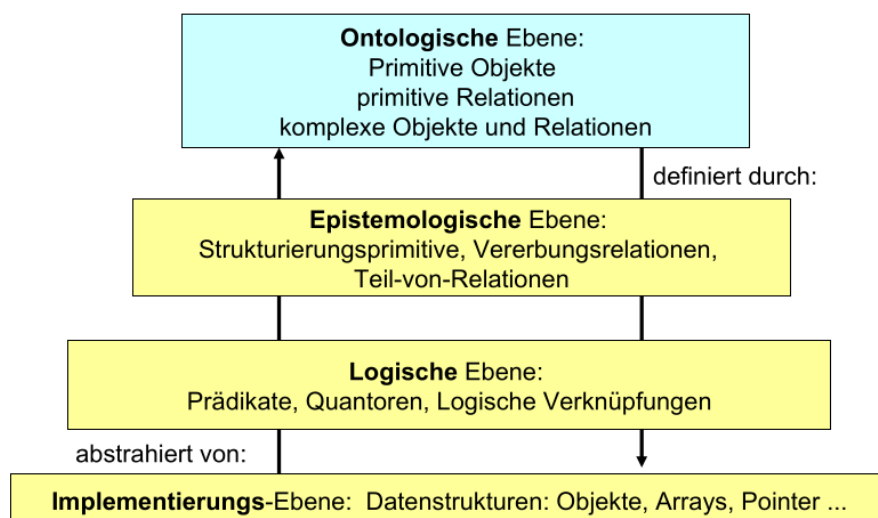 Ontologische Ebene:
Primitive Objekte
primitive Relationen
komplexe Objekte und Relationen
definiert durch:
Epistemologische Ebene:
Strukturierungsprimitive, Vererbungsrelationen,
Teil-von-Relationen
Logische Ebene:
Prädikate, Quantoren, Logische Verknüpfungen
abstrahiert von:
Implementierungs-Ebene: Datenstrukturen: Objekte, Arrays, Pointer ...